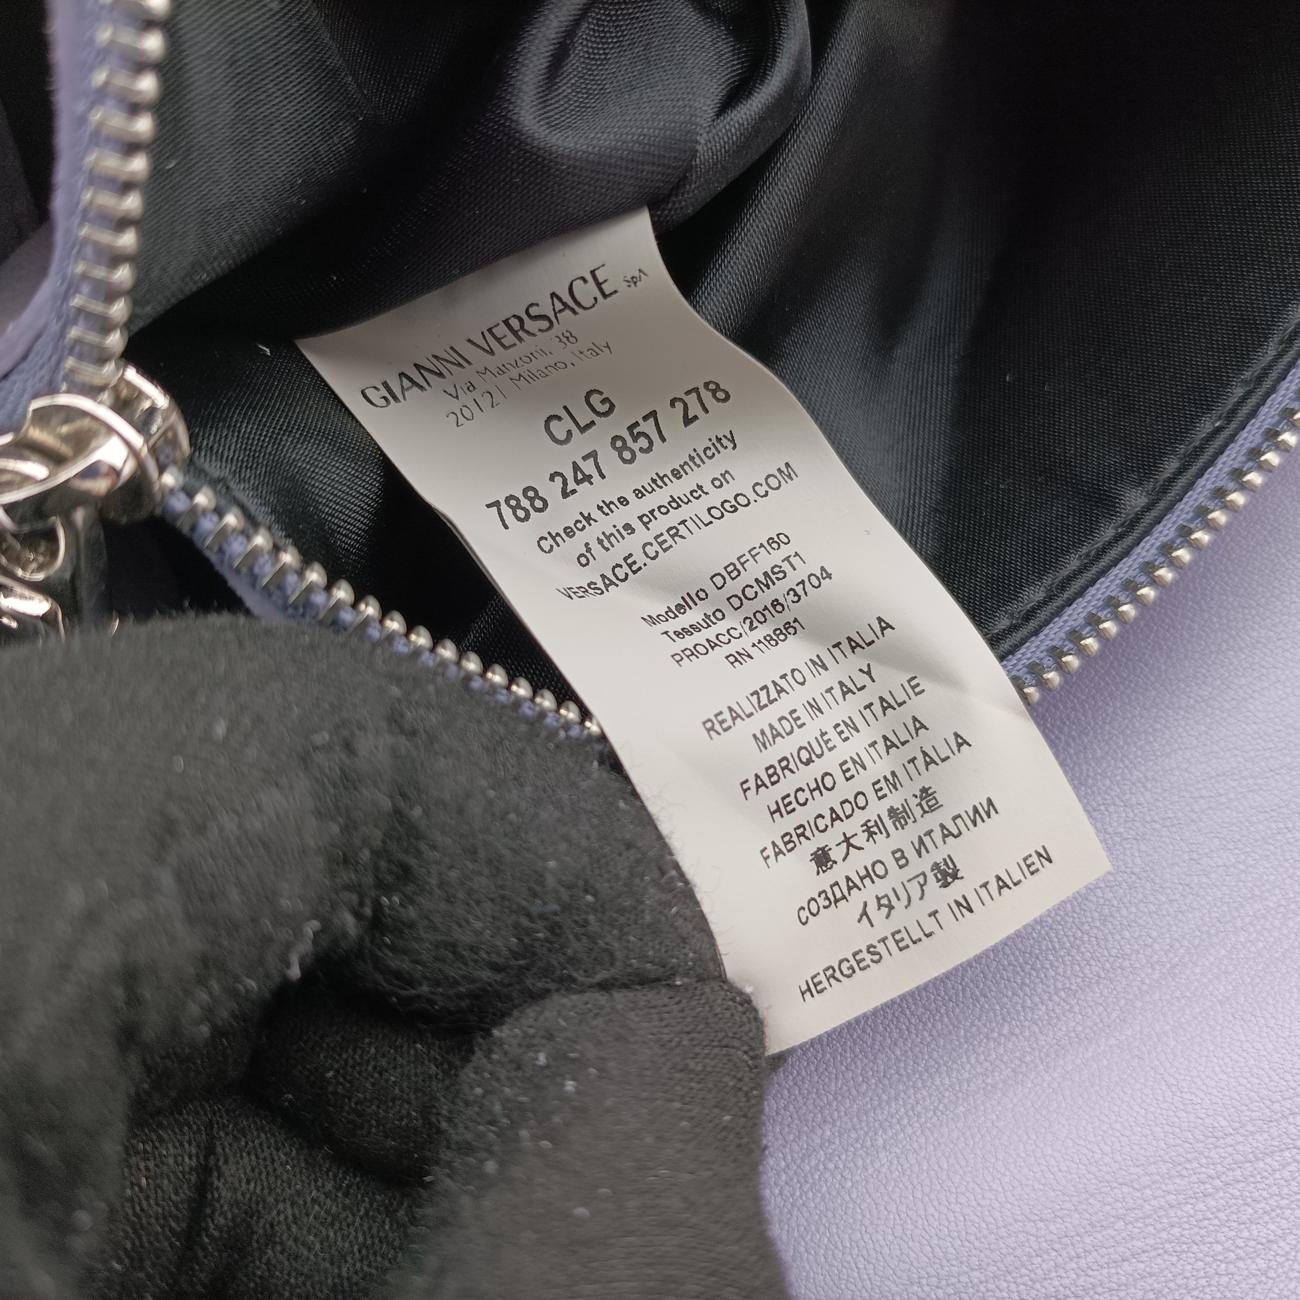 GIANNI VERSACE SpA
Via Manzoni, 38
20121 Milano, Italy
CLG
788 247 857 278
Check the authenticity
of this product on
VERSACE.CERTILOGO.COM
Modello DBFF160
Tessuto DCMST1
PROACC/2016/3704
RN 118861
REALIZZATO IN ITALIA
MADE IN ITALY
FABRIQUÉ EN ITALIE
HECHO EN ITALIA
FABRICADO EM ITÁLIA
意大利制造
СОЗДАНО В ИТАЛИИ
イタリア製
HERGESTELLT IN ITALIEN